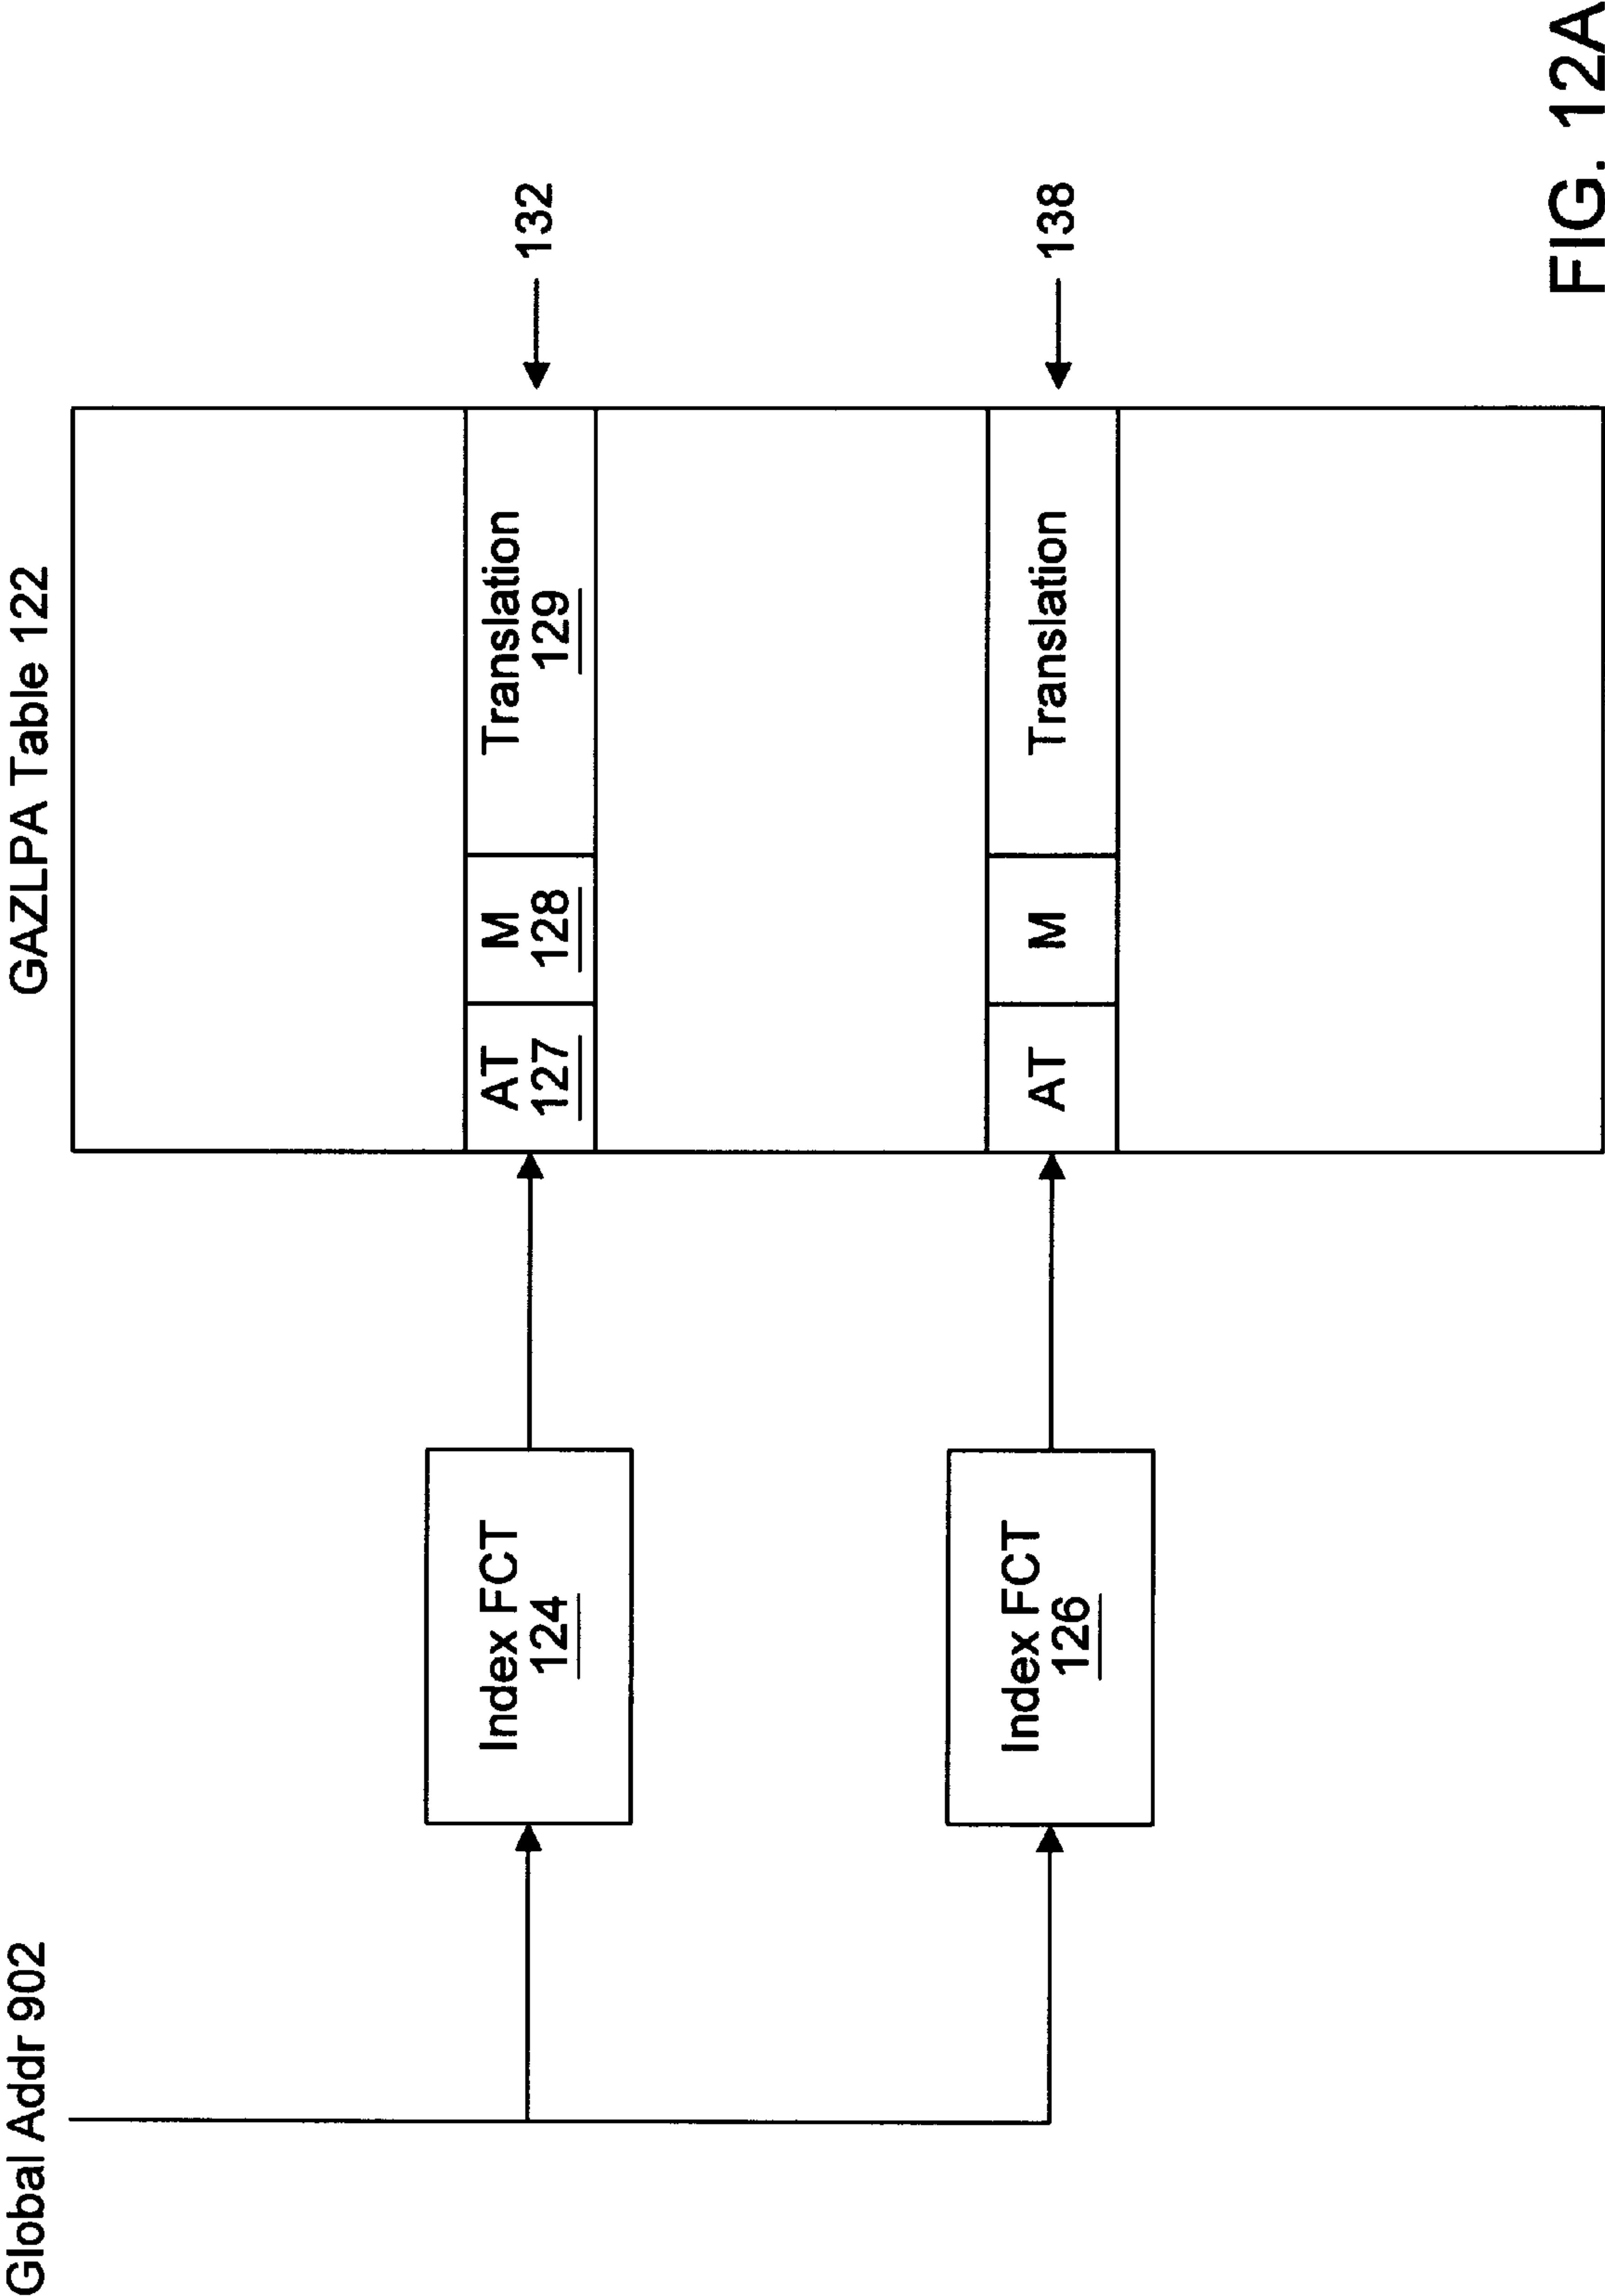 Global Addr 902
GAZLPA Table 122
Index FCT
124
AT
127
M
128
Translation
129
132
Index FCT
126
AT
M
Translation
138
FIG. 12A